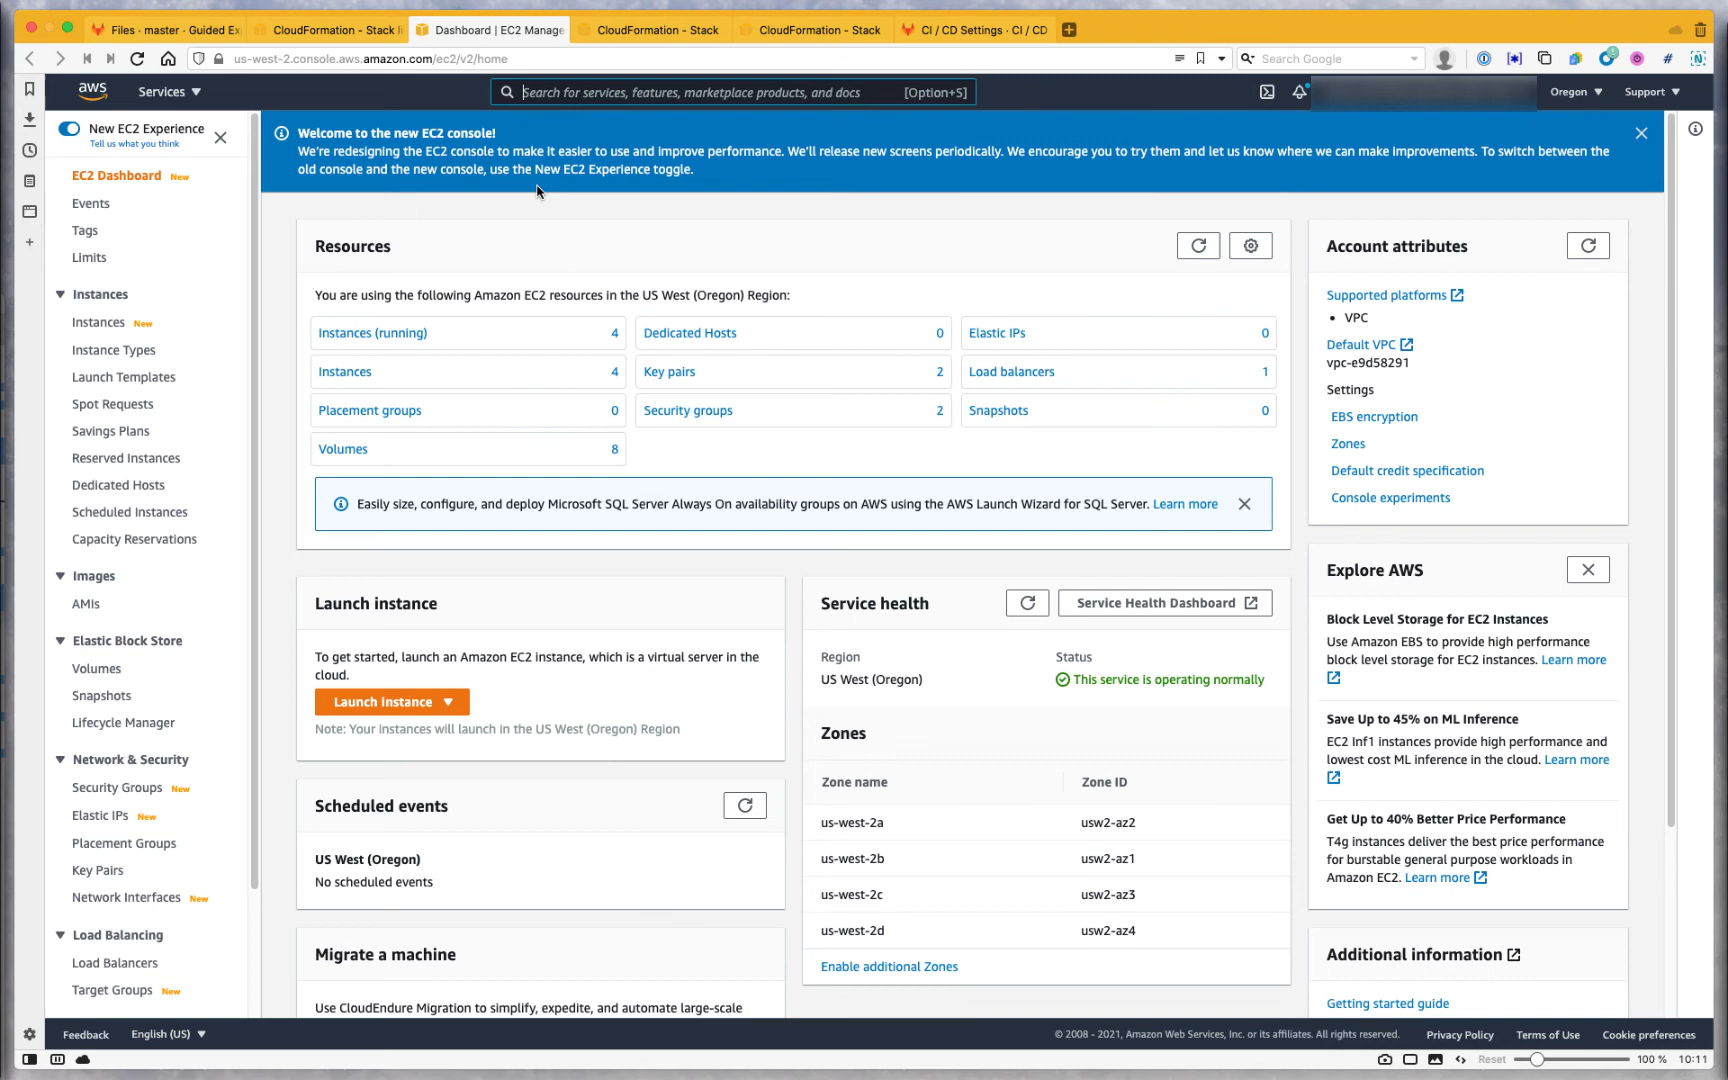 Files · master · Guided Ex
CloudFormation - Stack li
Dashboard | EC2 Manage
CloudFormation - Stack
CloudFormation - Stack
CI / CD Settings · CI / CD
us-west-2.console.aws.amazon.com/ec2/v2/home
Search Google
aws
Services
Search for services, features, marketplace products, and docs
[Option+S]
Oregon
Support
New EC2 Experience
Tell us what you think
EC2 Dashboard New
Events
Tags
Limits
Instances
Instances New
Instance Types
Launch Templates
Spot Requests
Savings Plans
Reserved Instances
Dedicated Hosts
Scheduled Instances
Capacity Reservations
Images
AMIs
Elastic Block Store
Volumes
Snapshots
Lifecycle Manager
Network & Security
Security Groups New
Elastic IPs New
Placement Groups
Key Pairs
Network Interfaces New
Load Balancing
Load Balancers
Target Groups New
Welcome to the new EC2 console!
We're redesigning the EC2 console to make it easier to use and improve performance. We'll release new screens periodically. We encourage you to try them and let us know where we can make improvements. To switch between the
old console and the new console, use the New EC2 Experience toggle.
Resources
You are using the following Amazon EC2 resources in the US West (Oregon) Region:
Instances (running) 4
Dedicated Hosts 0
Elastic IPs 0
Instances 4
Key pairs 2
Load balancers 1
Placement groups 0
Security groups 2
Snapshots 0
Volumes 8
Easily size, configure, and deploy Microsoft SQL Server Always On availability groups on AWS using the AWS Launch Wizard for SQL Server. Learn more
Launch instance
To get started, launch an Amazon EC2 instance, which is a virtual server in the
cloud.
Launch instance
Note: Your instances will launch in the US West (Oregon) Region
Scheduled events
US West (Oregon)
No scheduled events
Migrate a machine
Use CloudEndure Migration to simplify, expedite, and automate large-scale
Service health
Service Health Dashboard
Region
Status
US West (Oregon)
This service is operating normally
Zones
Zone name
Zone ID
us-west-2a
usw2-az2
us-west-2b
usw2-az1
us-west-2c
usw2-az3
us-west-2d
usw2-az4
Enable additional Zones
Account attributes
Supported platforms
• VPC
Default VPC
vpc-e9d58291
Settings
EBS encryption
Zones
Default credit specification
Console experiments
Explore AWS
Block Level Storage for EC2 Instances
Use Amazon EBS to provide high performance
block level storage for EC2 instances. Learn more
Save Up to 45% on ML Inference
EC2 Inf1 instances provide high performance and
lowest cost ML inference in the cloud. Learn more
Get Up to 40% Better Price Performance
T4g instances deliver the best price performance
for burstable general purpose workloads in
Amazon EC2. Learn more
Additional information
Getting started guide
Feedback
English (US)
© 2008 - 2021, Amazon Web Services, Inc. or its affiliates. All rights reserved.
Privacy Policy
Terms of Use
Cookie preferences
Reset
100 %
10:11